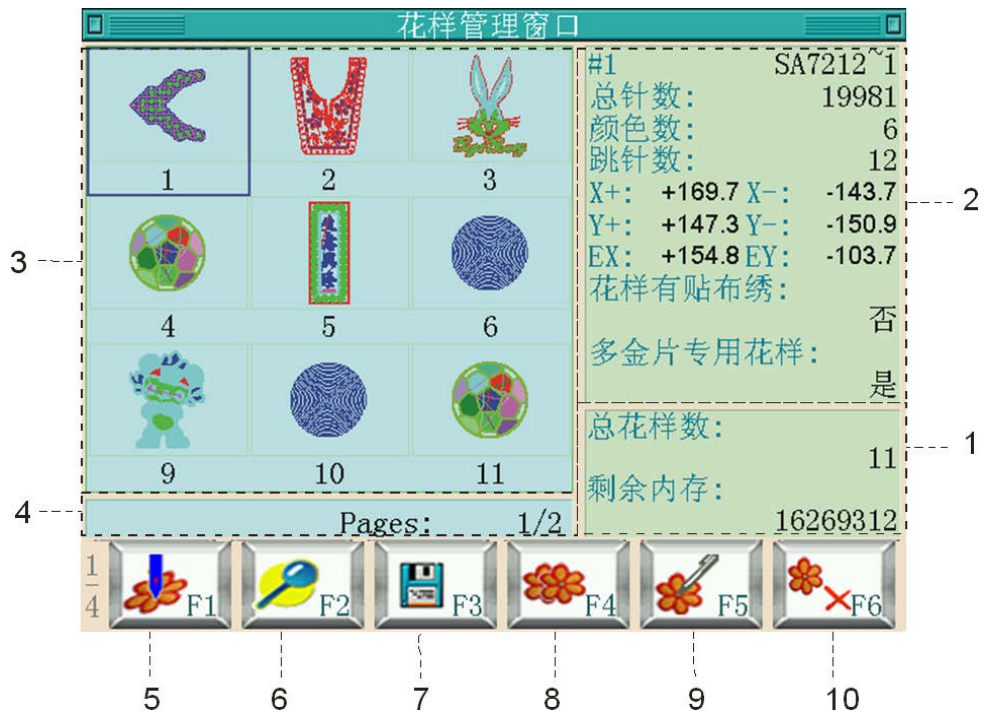 花样管理窗口
#1 SA7212~1
总针数: 19981
颜色数: 6
跳针数: 12
X+: +169.7 X-: -143.7
Y+: +147.3 Y-: -150.9
EX: +154.8 EY: -103.7
花样有贴布绣:
否
多金片专用花样:
是
2
1 2 3
3
4 5 6
9 10 11
总花样数:
11
剩余内存:
16269312
1
4
Pages: 1/2
1/4
F1 F2 F3 F4 F5 F6
5 6 7 8 9 10